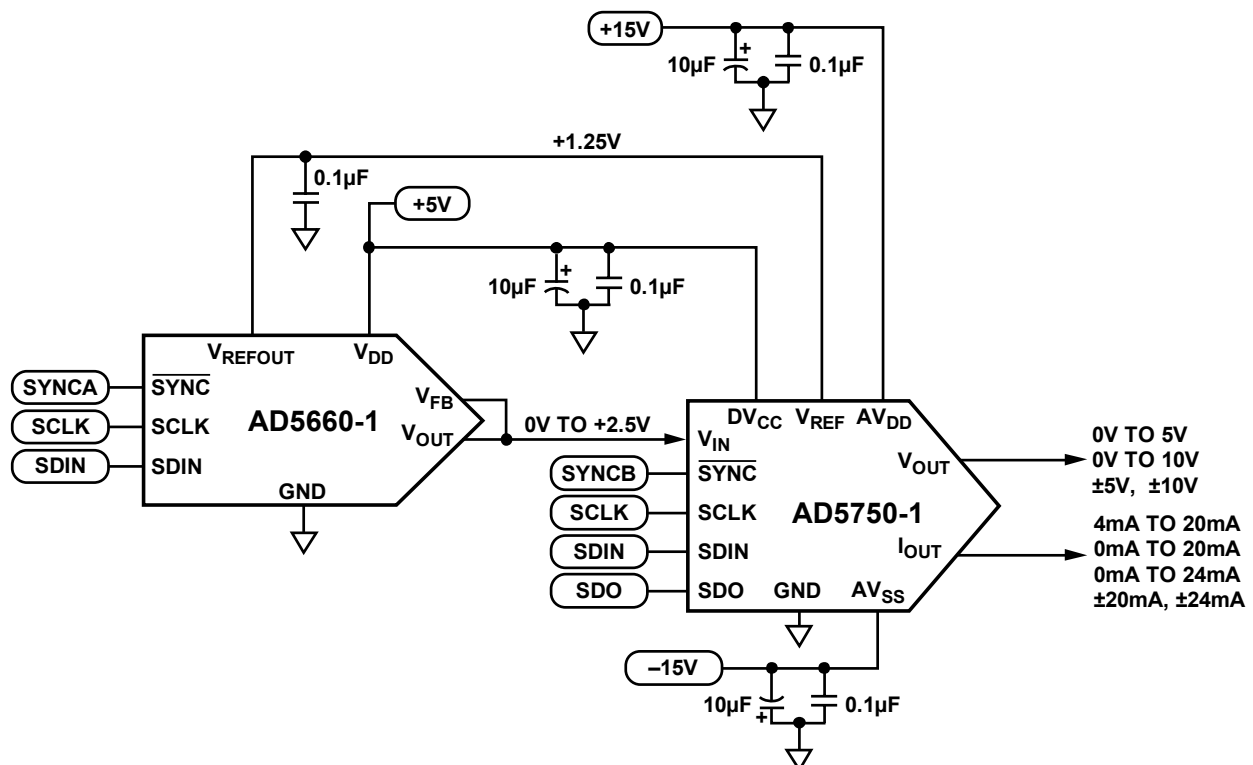 +15V
10µF
+
0.1µF
+1.25V
0.1µF
+5V
10µF
+
0.1µF
VREFOUT
VDD
SYNCA
SYNC
SCLK
SCLK
SDIN
SDIN
AD5660-1
VFB
VOUT
GND
0V TO +2.5V
DVCC
VREF
AVDD
VIN
SYNCB
SYNC
SCLK
SCLK
SDIN
SDIN
SDO
SDO
AD5750-1
VOUT
IOUT
GND
AVSS
0V TO 5V
0V TO 10V
±5V, ±10V
4mA TO 20mA
0mA TO 20mA
0mA TO 24mA
±20mA, ±24mA
–15V
10µF
+
0.1µF